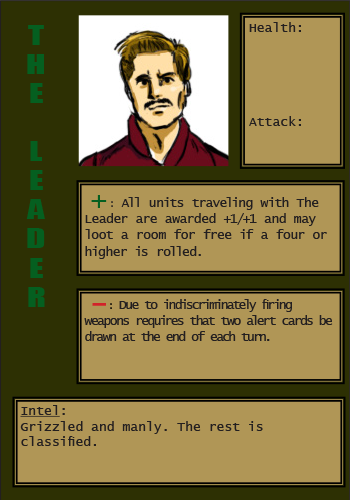 THE LEADER
Health:
Attack:
+: All units traveling with The
Leader are awarded +1/+1 and may
loot a room for free if a four or
higher is rolled.
—: Due to indiscriminately firing
weapons requires that two alert cards be
drawn at the end of each turn.
Intel:
Grizzled and manly. The rest is
classified.